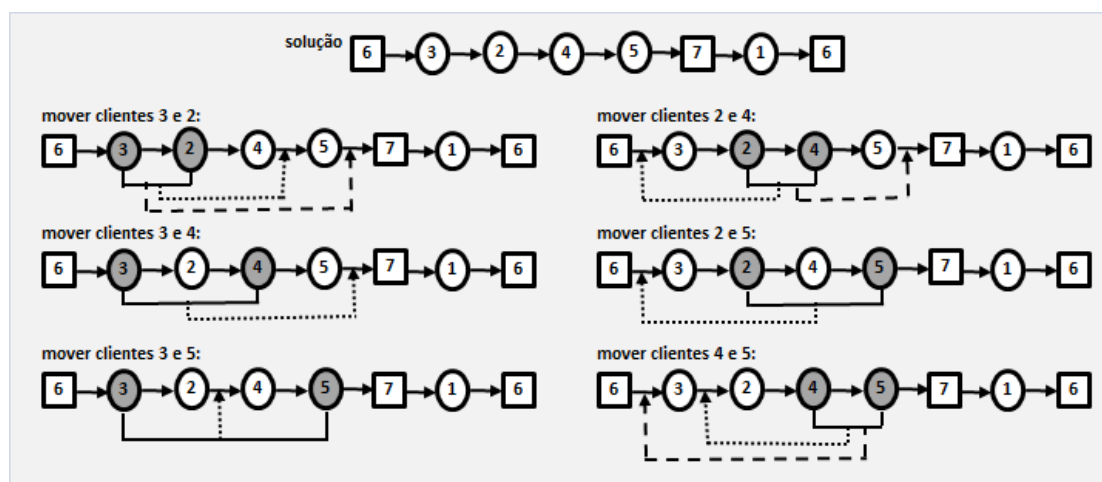 solução 6 3 2 4 5 7 1 6
mover clientes 3 e 2:
6 3 2 4 5 7 1 6
mover clientes 2 e 4:
6 3 2 4 5 7 1 6
mover clientes 3 e 4:
6 3 2 4 5 7 1 6
mover clientes 2 e 5:
6 3 2 4 5 7 1 6
mover clientes 3 e 5:
6 3 2 4 5 7 1 6
mover clientes 4 e 5:
6 3 2 4 5 7 1 6